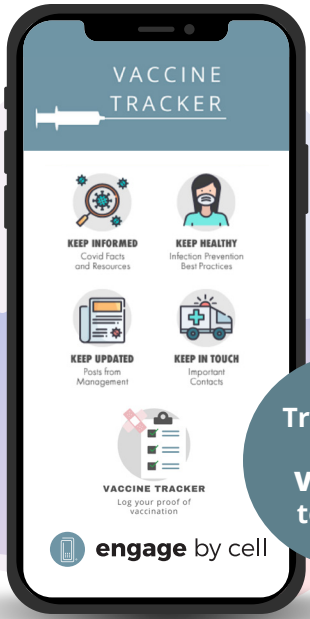 VACCINE
TRACKER
KEEP INFORMED
Covid Facts
and Resources
KEEP HEALTHY
Infection Prevention
Best Practices
KEEP UPDATED
Posts from
Management
KEEP IN TOUCH
Important
Contacts
VACCINE TRACKER
Log your proof of
vaccination
engage by cell